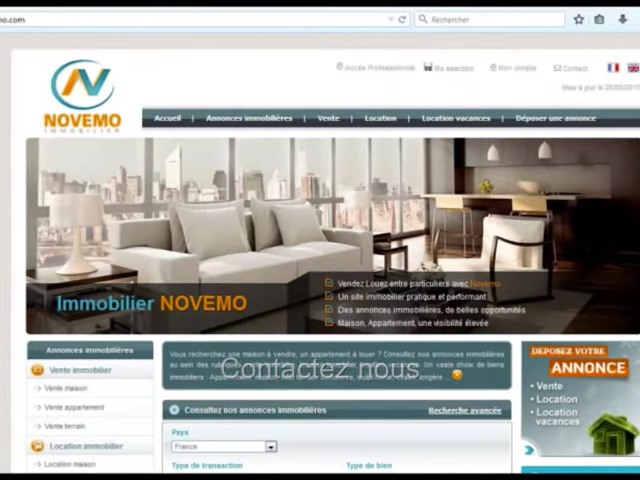 mo.com
Rechercher
Accès Professionnels
Ma sélection
Mon compte
Contact
NOVEMO
IMMOBILIER
Accueil | Annonces immobilières | Vente | Location | Location vacances | Déposer une annonce
Vendez Louez entre particuliers avec Novemo
Un site immobilier pratique et performant
Des annonces immobilières, de belles opportunités
Maison, Appartement, une visibilité élevée
Immobilier NOVEMO
Annonces immobilières
Vente immobilier
Vente maison
Vente appartement
Vente terrain
Location immobilier
Location maison
Vous recherchez une maison à vendre, un appartement à louer ? Consultez nos annonces immobilières
Contactez nous
Consultez nos annonces immobilières
Recherche avancée
Pays
France
Type de transaction
Type de bien
DEPOSEZ VOTRE
ANNONCE
• Vente
• Location
• Location
vacances